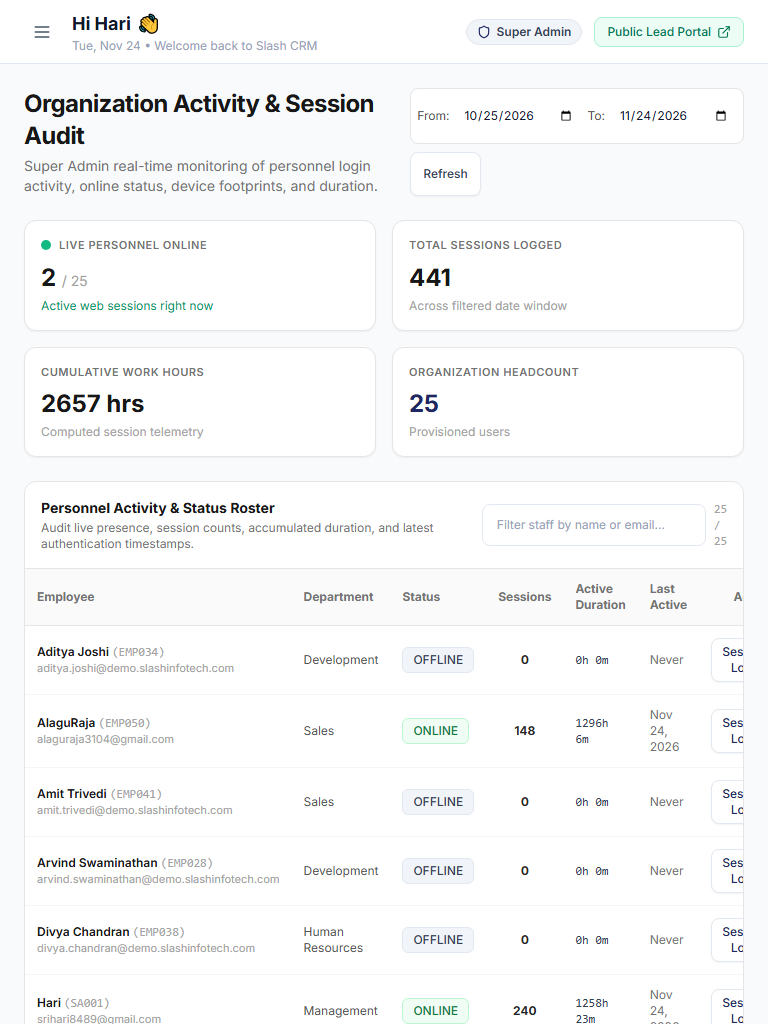 Hi Hari 👋
Tue, Nov 24 • Welcome back to Slash CRM
Super Admin
Public Lead Portal
Organization Activity & Session
Audit
Super Admin real-time monitoring of personnel login
activity, online status, device footprints, and duration.
From: 10/25/2026 To: 11/24/2026
Refresh
LIVE PERSONNEL ONLINE
2 / 25
Active web sessions right now
TOTAL SESSIONS LOGGED
441
Across filtered date window
CUMULATIVE WORK HOURS
2657 hrs
Computed session telemetry
ORGANIZATION HEADCOUNT
25
Provisioned users
Personnel Activity & Status Roster
Audit live presence, session counts, accumulated duration, and latest
authentication timestamps.
Filter staff by name or email...
25
/
25
Employee Department Status Sessions Active Duration Last Active
Aditya Joshi (EMP034)
aditya.joshi@demo.slashinfotech.com
Development OFFLINE 0 0h 0m Never
AlaguRaja (EMP050)
alaguraja3104@gmail.com
Sales ONLINE 148 1296h 6m Nov 24, 2026
Amit Trivedi (EMP041)
amit.trivedi@demo.slashinfotech.com
Sales OFFLINE 0 0h 0m Never
Arvind Swaminathan (EMP028)
arvind.swaminathan@demo.slashinfotech.com
Development OFFLINE 0 0h 0m Never
Divya Chandran (EMP038)
divya.chandran@demo.slashinfotech.com
Human Resources OFFLINE 0 0h 0m Never
Hari (SA001)
srihari8489@gmail.com
Management ONLINE 240 1258h 23m Nov 24,